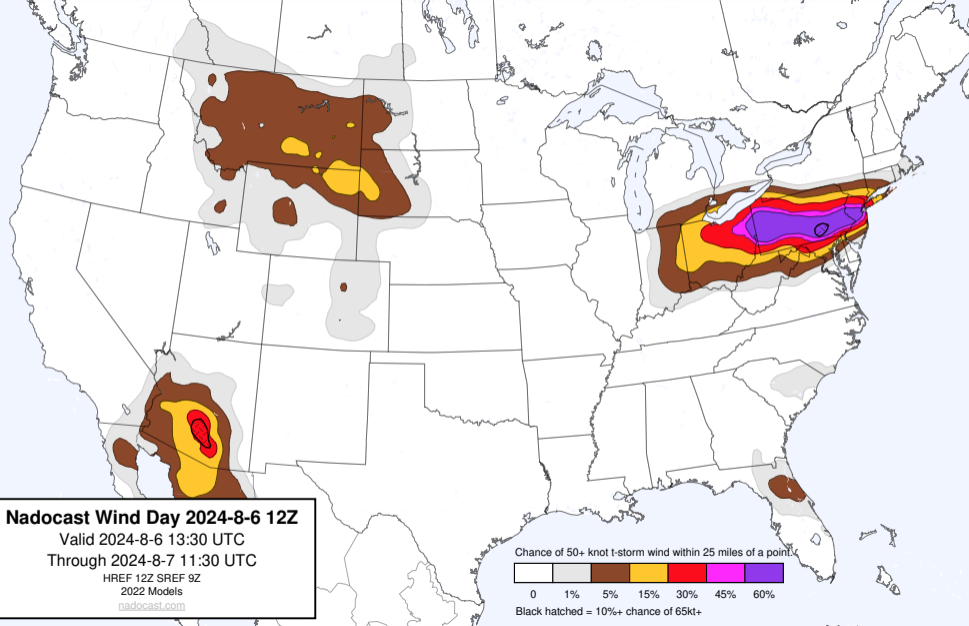 Nadocast Wind Day 2024-8-6 12Z
Valid 2024-8-6 13:30 UTC
Through 2024-8-7 11:30 UTC
HREF 12Z SREF 9Z
2022 Models
nadocast.com
Chance of 50+ knot t-storm wind within 25 miles of a point.
0 1% 5% 15% 30% 45% 60%
Black hatched = 10%+ chance of 65kt+